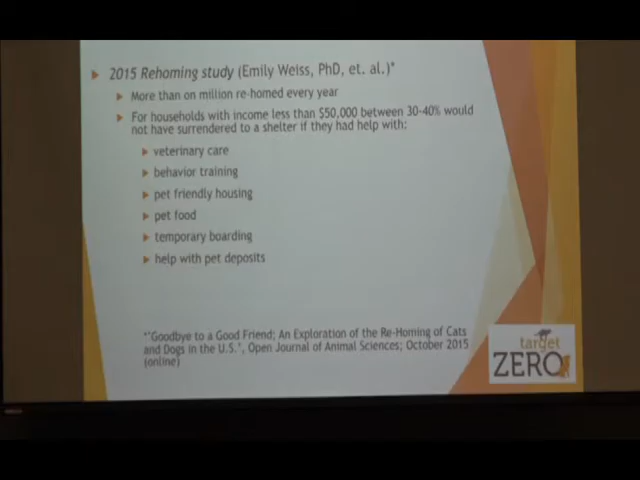 2015 Rehoming study (Emily Weiss, PhD, et. al.)*
More than on million re-homed every year
For households with income less than $50,000 between 30-40% would
not have surrendered to a shelter if they had help with:
veterinary care
behavior training
pet friendly housing
pet food
temporary boarding
help with pet deposits
*"Goodbye to a Good Friend; An Exploration of the Re-Homing of Cats
and Dogs in the U.S.", Open Journal of Animal Sciences; October 2015
(online)
target
ZERO